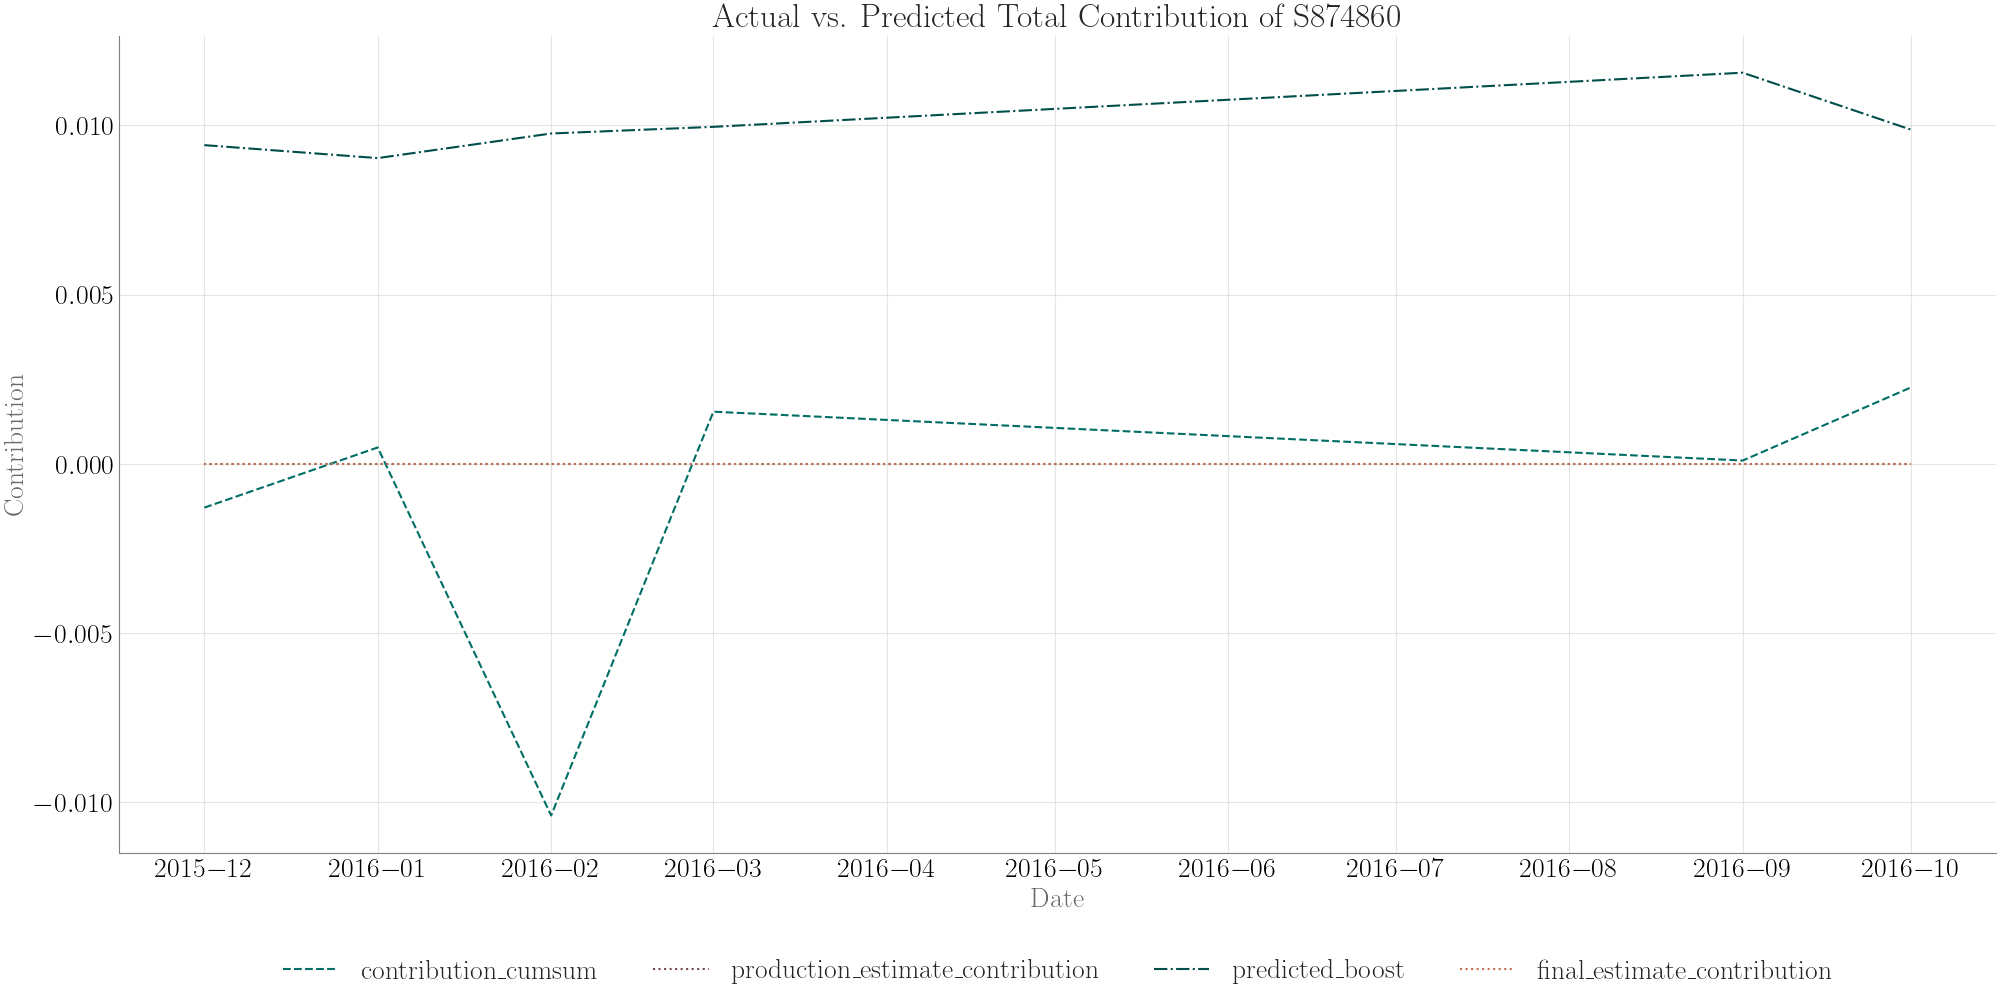 Actual vs. Predicted Total Contribution of S874860
Contribution
0.010
0.005
0.000
−0.005
−0.010
2015−12 2016−01 2016−02 2016−03 2016−04 2016−05 2016−06 2016−07 2016−08 2016−09 2016−10
Date
contribution_cumsum production_estimate_contribution predicted_boost final_estimate_contribution